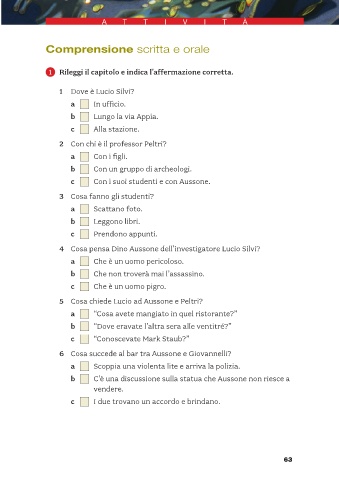 A T T I V I T À
Comprensione scritta e orale
1 Rileggi il capitolo e indica l'affermazione corretta.
1 Dove è Lucio Silvi?
a In ufficio.
b Lungo la via Appia.
c Alla stazione.
2 Con chi è il professor Peltri?
a Con i figli.
b Con un gruppo di archeologi.
c Con i suoi studenti e con Aussone.
3 Cosa fanno gli studenti?
a Scattano foto.
b Leggono libri.
c Prendono appunti.
4 Cosa pensa Dino Aussone dell'investigatore Lucio Silvi?
a Che è un uomo pericoloso.
b Che non troverà mai l'assassino.
c Che è un uomo pigro.
5 Cosa chiede Lucio ad Aussone e Peltri?
a "Cosa avete mangiato in quel ristorante?"
b "Dove eravate l'altra sera alle ventitré?"
c "Conoscevate Mark Staub?"
6 Cosa succede al bar tra Aussone e Giovannelli?
a Scoppia una violenta lite e arriva la polizia.
b C'è una discussione sulla statua che Aussone non riesce a
vendere.
c I due trovano un accordo e brindano.
63